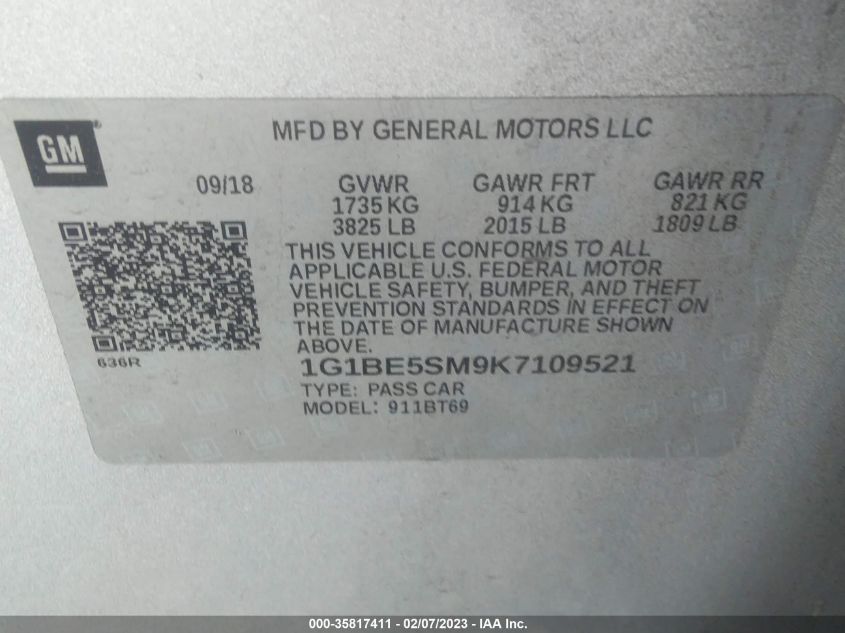 GM
MFD BY GENERAL MOTORS LLC
09/18 GVWR GAWR FRT GAWR RR
1735 KG 914 KG 821 KG
3825 LB 2015 LB 1809 LB
THIS VEHICLE CONFORMS TO ALL
APPLICABLE U.S. FEDERAL MOTOR
VEHICLE SAFETY, BUMPER, AND THEFT
PREVENTION STANDARDS IN EFFECT ON
THE DATE OF MANUFACTURE SHOWN
ABOVE.
636R
1G1BE5SM9K7109521
TYPE: PASS CAR
MODEL: 911BT69
000-35817411 - 02/07/2023 - IAA Inc.